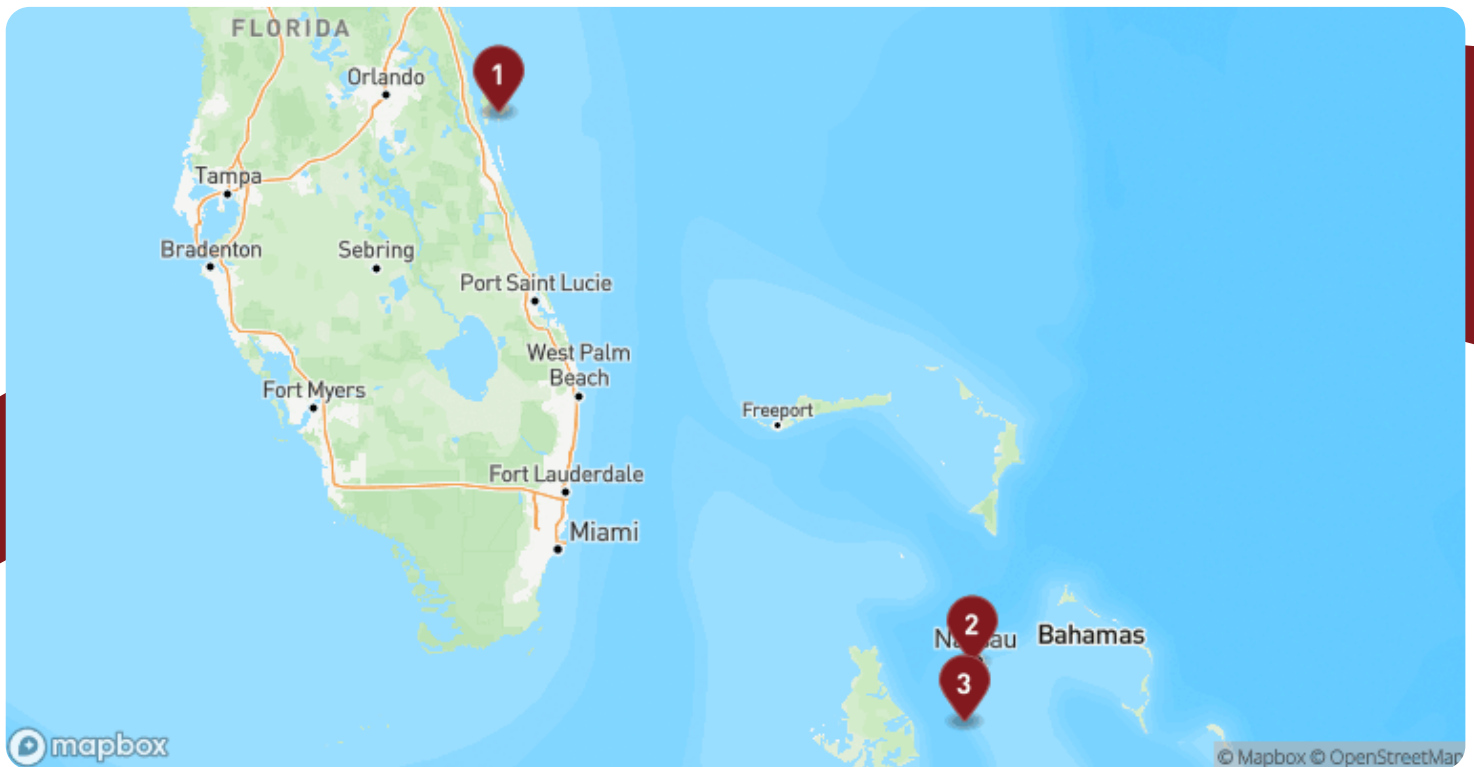 FLORIDA
1
Orlando
Tampa
Bradenton
Sebring
Port Saint Lucie
West Palm
Beach
Fort Myers
Freeport
Fort Lauderdale
Miami
2
Bahamas
3
mapbox
© Mapbox © OpenStreetMap